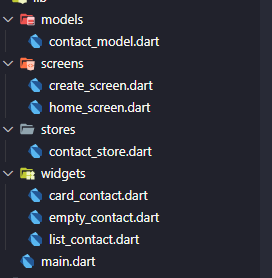 lib
models
contact_model.dart
screens
create_screen.dart
home_screen.dart
stores
contact_store.dart
widgets
card_contact.dart
empty_contact.dart
list_contact.dart
main.dart